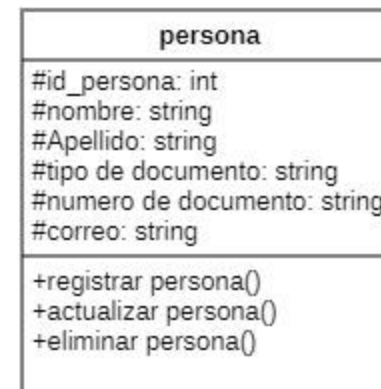 persona
#id_persona: int
#nombre: string
#Apellido: string
#tipo de documento: string
#numero de documento: string
#correo: string
+registrar persona()
+actualizar persona()
+eliminar persona()